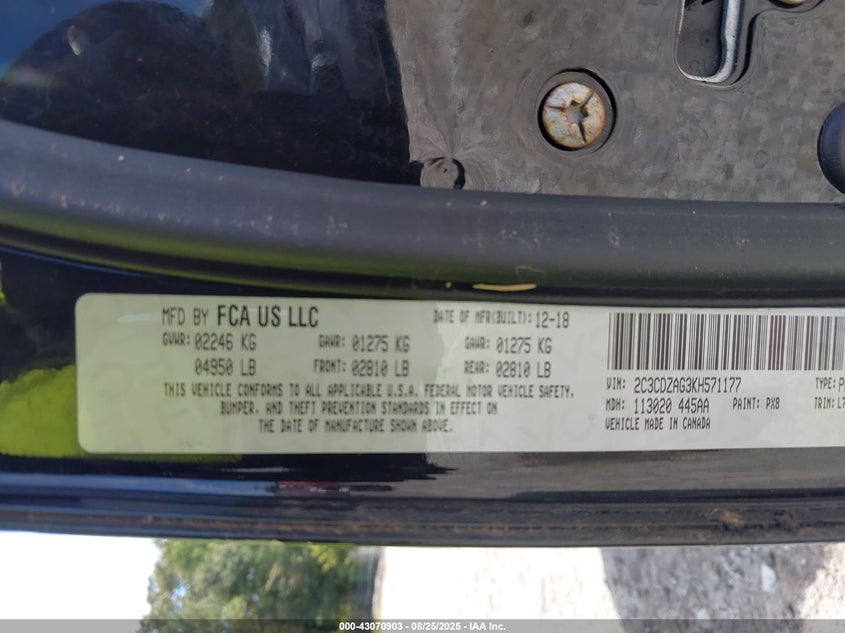 MFD BY FCA US LLC DATE OF MFR(BUILT): 12-18
GVWR: 02246 KG GAWR: 01275 KG GAWR: 01275 KG
04950 LB FRONT: 02810 LB REAR: 02810 LB
THIS VEHICLE CONFORMS TO ALL APPLICABLE U.S.A. FEDERAL MOTOR VEHICLE SAFETY,
BUMPER, AND THEFT PREVENTION STANDARDS IN EFFECT ON
THE DATE OF MANUFACTURE SHOWN ABOVE.
VIN: 2C3CDZAG3KH571177 TYPE:
MDH: 113020 445AA PAINT: PX8 TRIM:
VEHICLE MADE IN CANADA
000-43070903 - 08/25/2025 - IAA Inc.